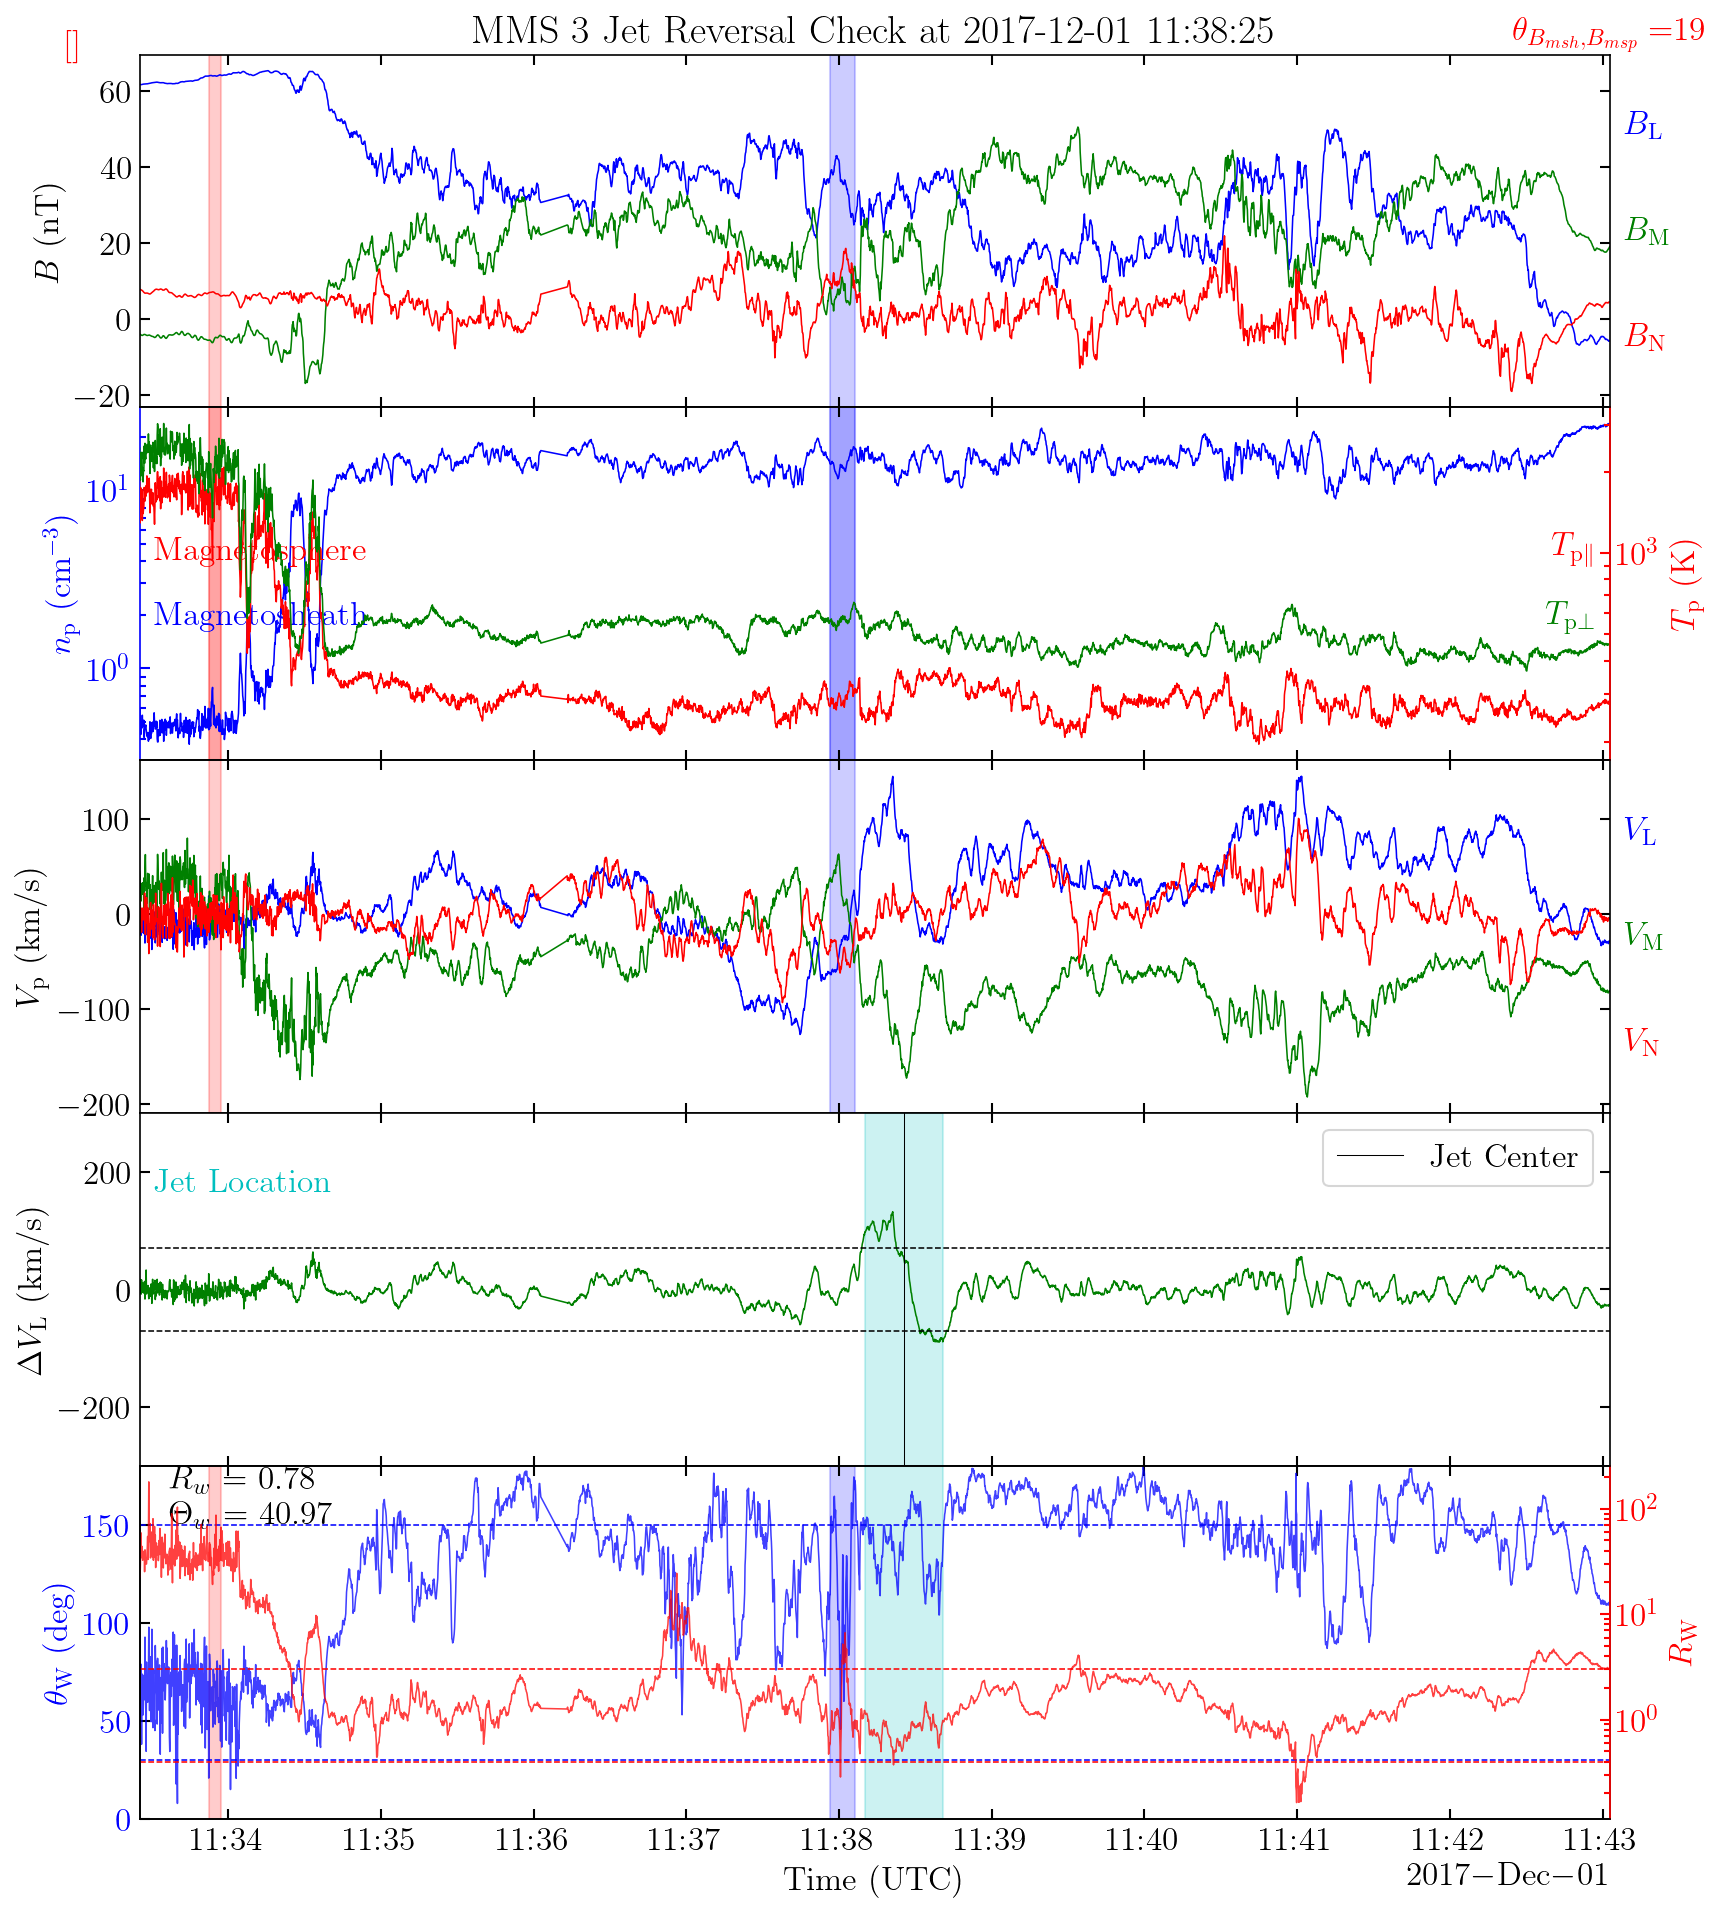 MMS 3 Jet Reversal Check at 2017-12-01 11:38:25
[]
θ_{B_{msh},B_{msp}} =19
B (nT)
60
40
20
0
−20
B_L
B_M
B_N
n_p (cm^{−3})
10^1
10^0
Magnetosphere
Magnetosheath
T_{p∥}
T_{p⊥}
10^3
T_p (K)
V_p (km/s)
100
0
−100
−200
V_L
V_M
V_N
ΔV_L (km/s)
200
0
−200
Jet Location
Jet Center
R_w = 0.78
Θ_w = 40.97
θ_W (deg)
150
100
50
0
10^2
10^1
10^0
R_W
11:34 11:35 11:36 11:37 11:38 11:39 11:40 11:41 11:42 11:43
Time (UTC)
2017−Dec−01